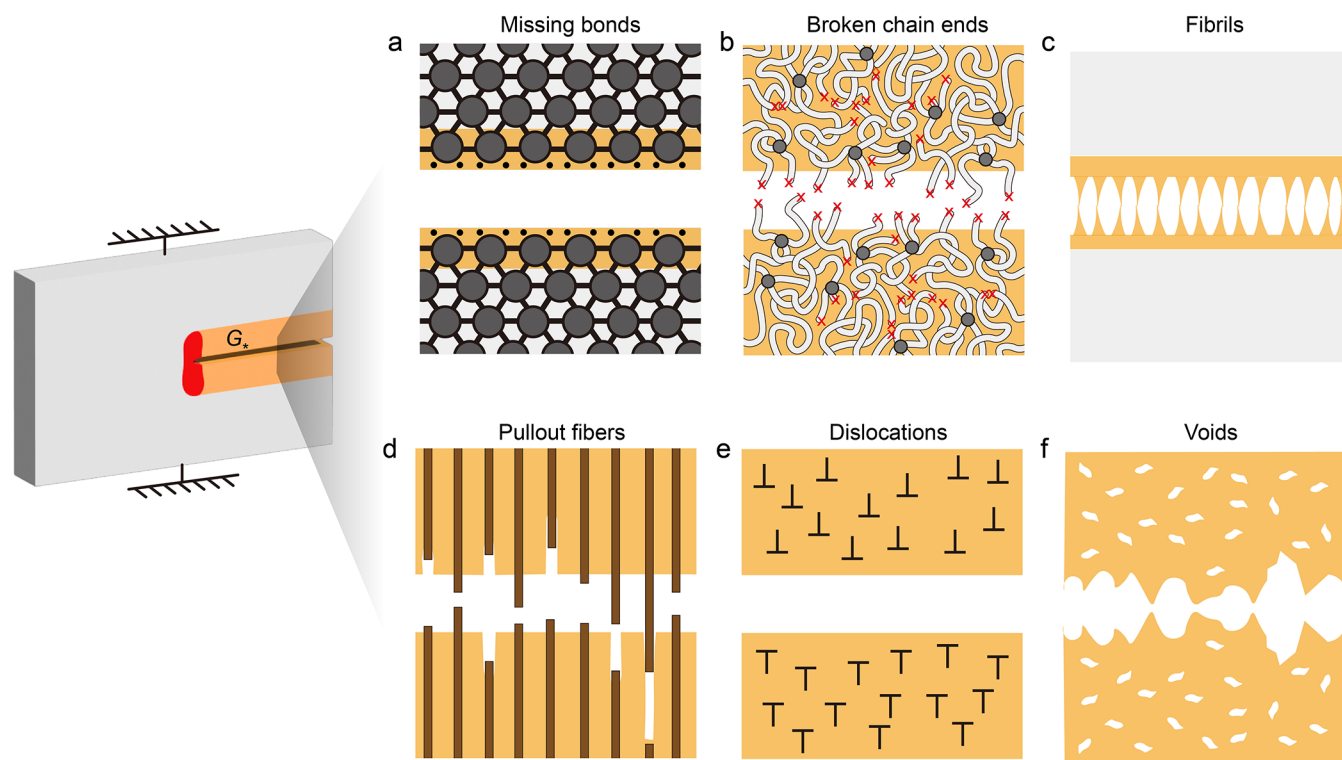 a
Missing bonds
b
Broken chain ends
c
Fibrils
G*
d
Pullout fibers
e
Dislocations
f
Voids